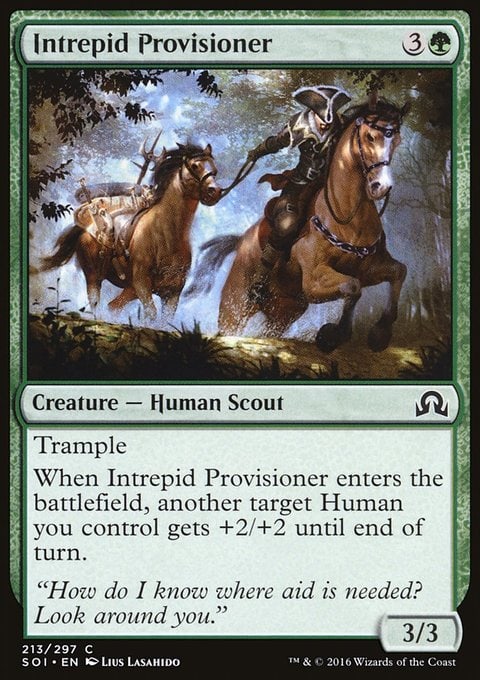 Intrepid Provisioner 3
Creature — Human Scout
Trample
When Intrepid Provisioner enters the
battlefield, another target Human
you control gets +2/+2 until end of
turn.
“How do I know where aid is needed?
Look around you.”
3/3
213/297 C
SOI • EN Lius Lasahido
™ & © 2016 Wizards of the Coast